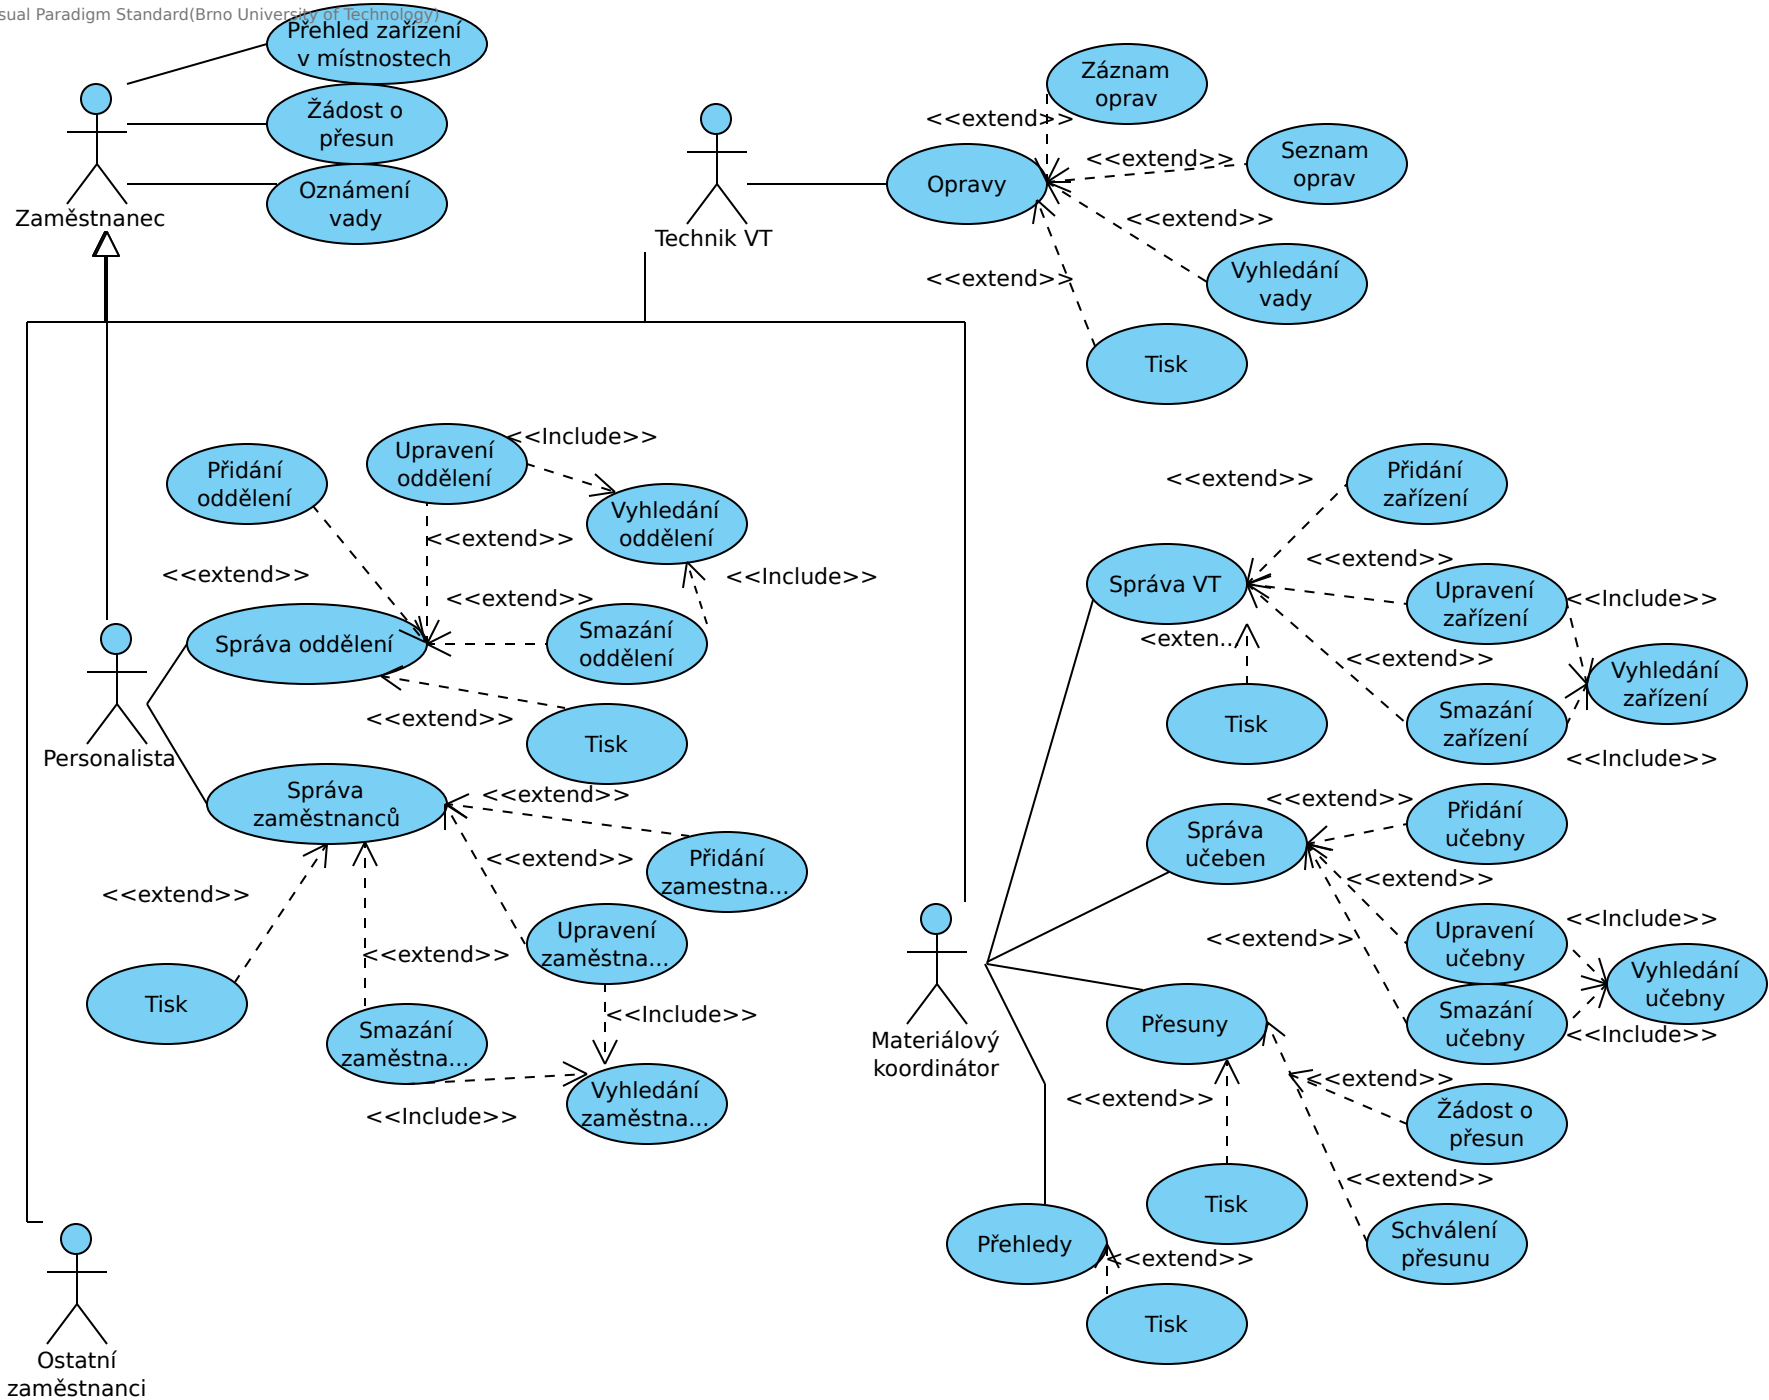 sual Paradigm Standard(Brno University of Technology)
Přehled zařízení
v místnostech
Žádost o
přesun
Oznámení
vady
Zaměstnanec
Technik VT
Opravy
Záznam
oprav
<<extend>>
<<extend>>
Seznam
oprav
<<extend>>
Vyhledání
vady
<<extend>>
Tisk
Přidání
oddělení
Upravení
oddělení
<<Include>>
Vyhledání
oddělení
<<extend>>
<<extend>>
<<Include>>
<<extend>>
Správa oddělení
Smazání
oddělení
<<extend>>
Tisk
Personalista
Správa
zaměstnanců
<<extend>>
<<extend>>
Přidání
zamestna...
<<extend>>
Upravení
zaměstna...
<<extend>>
Tisk
Smazání
zaměstna...
<<Include>>
<<Include>>
Vyhledání
zaměstna...
Ostatní
zaměstnanci
<<extend>>
Přidání
zařízení
Správa VT
<<extend>>
Upravení
zařízení
<<Include>>
<exten...
<<extend>>
Vyhledání
zařízení
Tisk
Smazání
zařízení
<<Include>>
<<extend>>
Přidání
učebny
Správa
učeben
<<extend>>
<<extend>>
Upravení
učebny
<<Include>>
Vyhledání
učebny
Smazání
učebny
<<Include>>
Materiálový
koordinátor
Přesuny
<<extend>>
<<extend>>
Žádost o
přesun
<<extend>>
Tisk
Schválení
přesunu
Přehledy
<<extend>>
Tisk